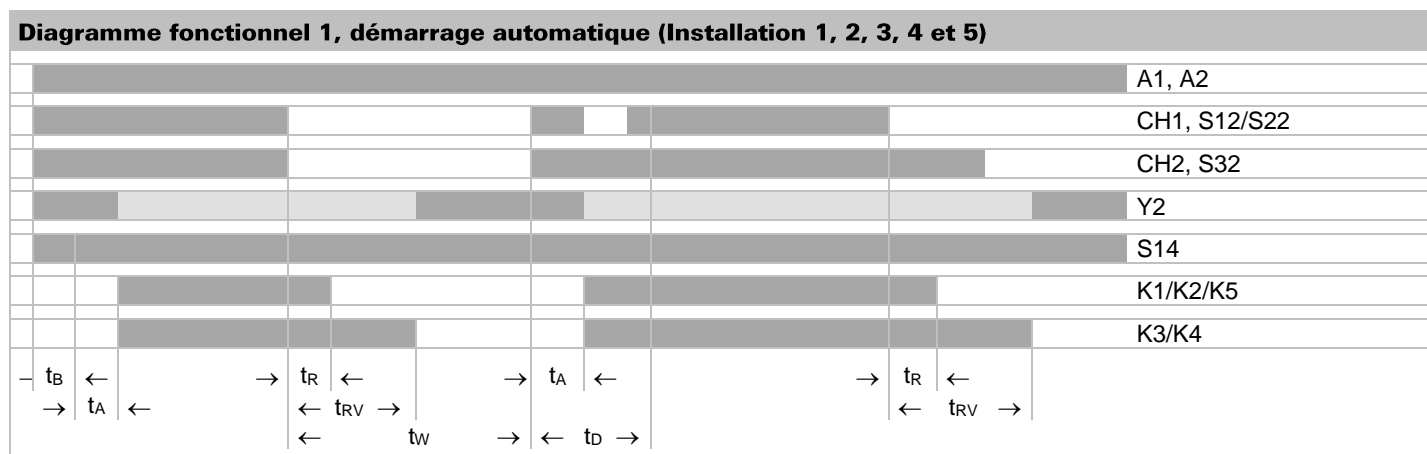 Diagramme fonctionnel 1, démarrage automatique (Installation 1, 2, 3, 4 et 5)
A1, A2
CH1, S12/S22
CH2, S32
Y2
S14
K1/K2/K5
K3/K4
– tB ← → tR ← → tA ← → tR ←
→ tA ← ← tRV → ← tRV →
← tW → ← tD →